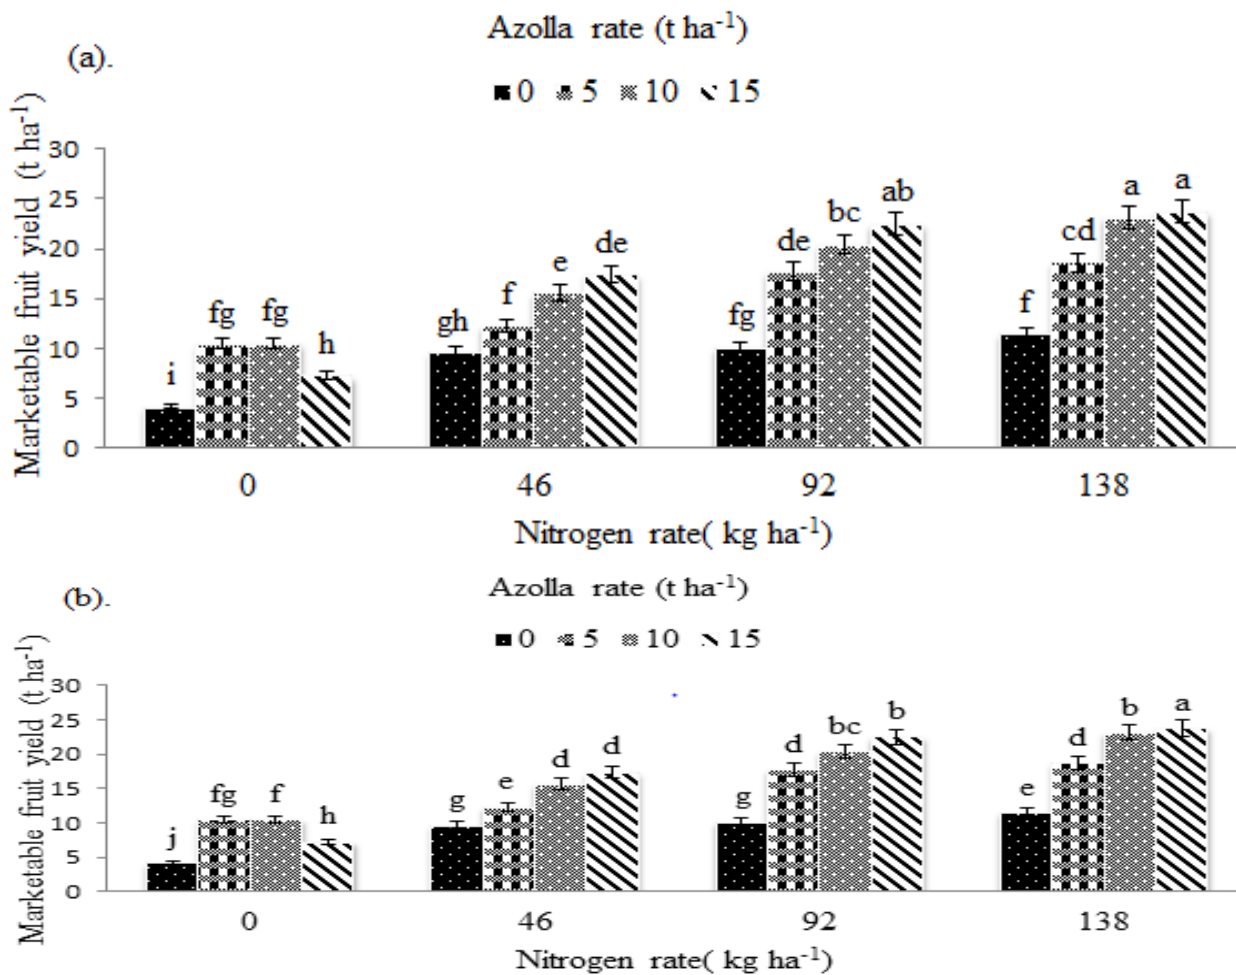 Azolla rate (t ha⁻¹)
(a).
0 5 10 15
Marketable fruit yield (t ha⁻¹)
30
25
20
15
10
5
0
i fg fg h
gh f e de
fg de bc ab
f cd a a
0 46 92 138
Nitrogen rate( kg ha⁻¹)
Azolla rate (t ha⁻¹)
(b).
0 5 10 15
Marketable fruit yield (t ha⁻¹)
30
25
20
15
10
5
0
j fg f h
g e d d
g d bc b
e d b a
0 46 92 138
Nitrogen rate( kg ha⁻¹)